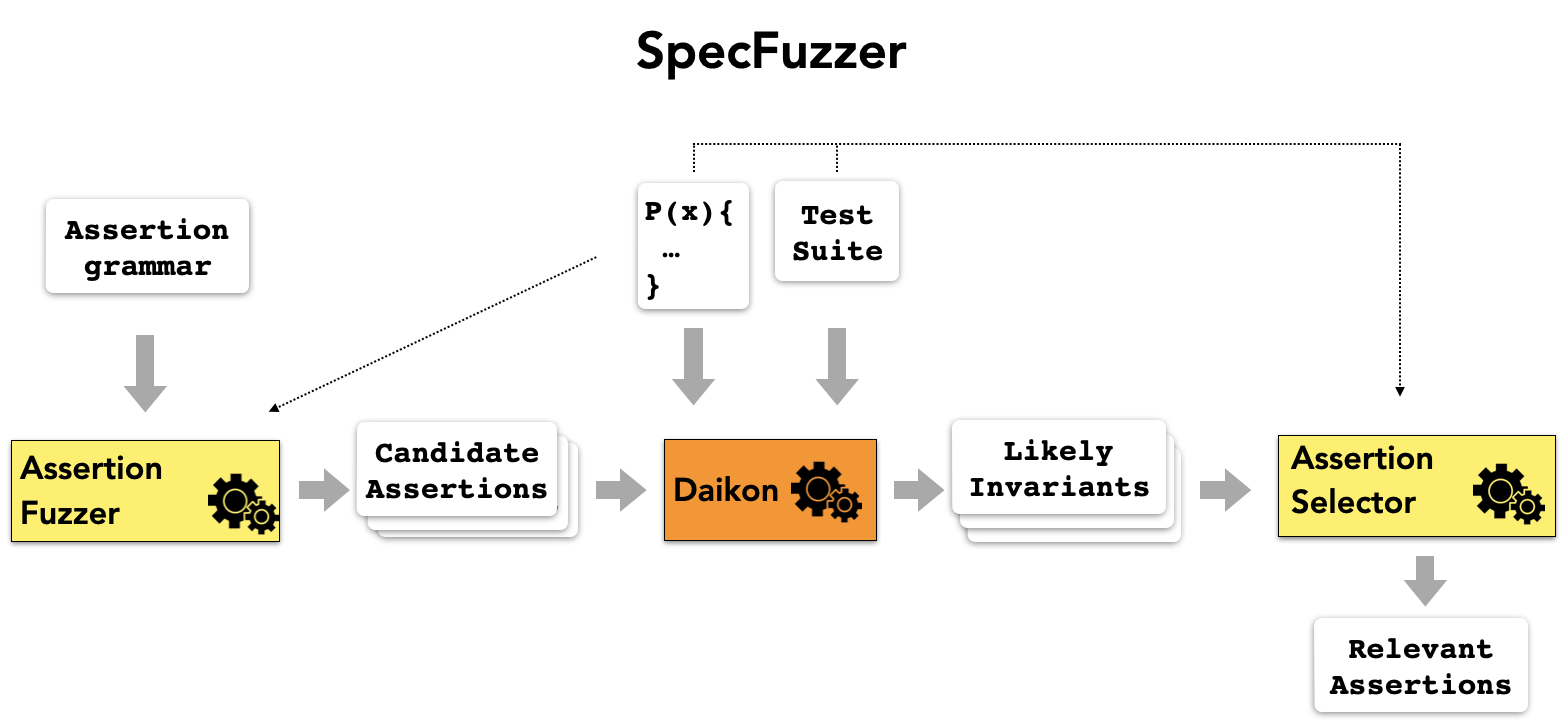 SpecFuzzer
Assertion
grammar
P(x){
…
}
Test
Suite
Assertion
Fuzzer
Candidate
Assertions
Daikon
Likely
Invariants
Assertion
Selector
Relevant
Assertions